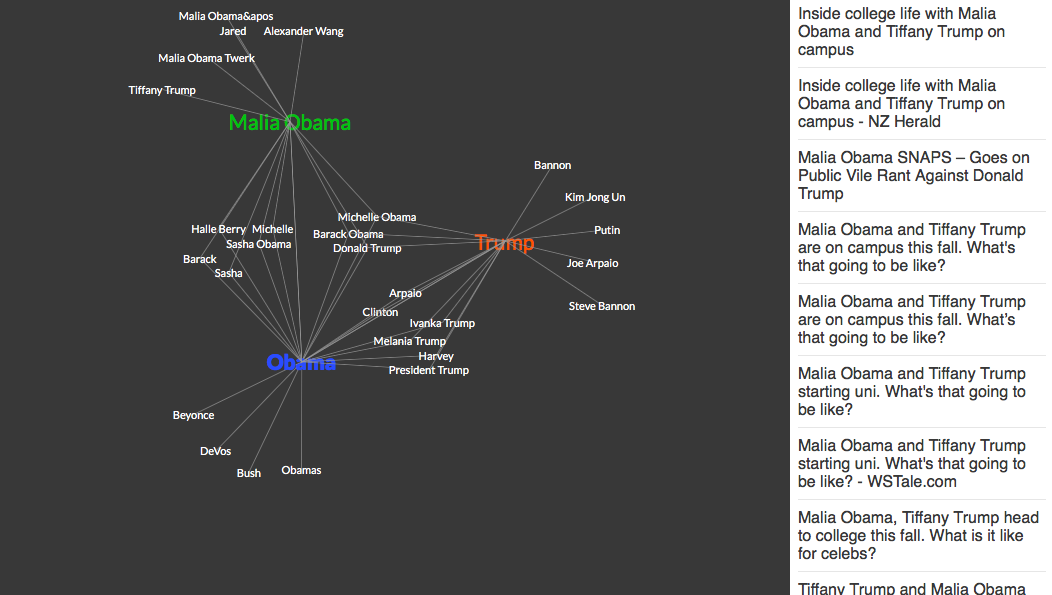 Malia Obama&apos
Jared
Alexander Wang
Malia Obama Twerk
Tiffany Trump
Malia Obama
Bannon
Kim Jong Un
Michelle Obama
Halle Berry
Michelle
Barack Obama
Putin
Sasha Obama
Donald Trump
Trump
Barack
Joe Arpaio
Sasha
Arpaio
Steve Bannon
Clinton
Ivanka Trump
Melania Trump
Harvey
Obama
President Trump
Beyonce
DeVos
Bush
Obamas
Inside college life with Malia
Obama and Tiffany Trump on
campus
Inside college life with Malia
Obama and Tiffany Trump on
campus - NZ Herald
Malia Obama SNAPS – Goes on
Public Vile Rant Against Donald
Trump
Malia Obama and Tiffany Trump
are on campus this fall. What's
that going to be like?
Malia Obama and Tiffany Trump
are on campus this fall. What’s
that going to be like?
Malia Obama and Tiffany Trump
starting uni. What's that going to
be like?
Malia Obama and Tiffany Trump
starting uni. What's that going to
be like? - WSTale.com
Malia Obama, Tiffany Trump head
to college this fall. What is it like
for celebs?
Tiffany Trump and Malia Obama